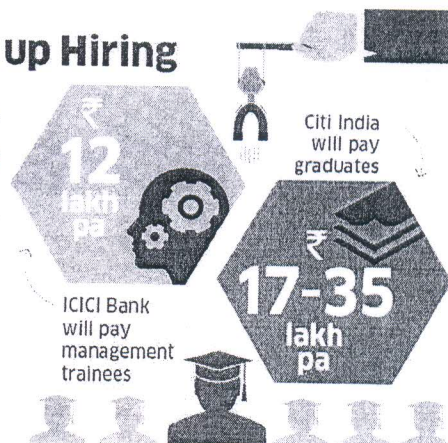 up Hiring
₹
12
lakh
pa
ICICI Bank
will pay
management
trainees
Citi India
will pay
graduates
₹
17-35
lakh
pa